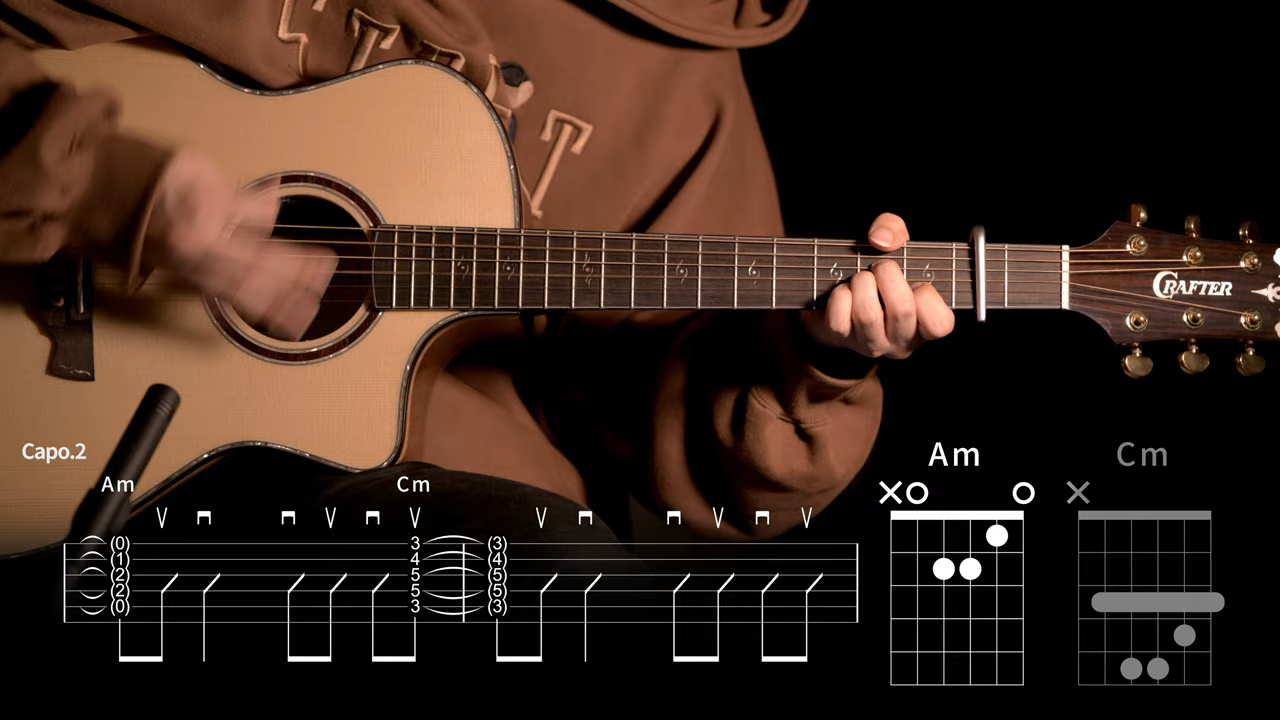 CRAFTER
Capo.2
Am Cm
(0) 3 (3)
(1) 4 (4)
(2) 5 (5)
(2) 5 (5)
(0) 3 (3)
Am Cm